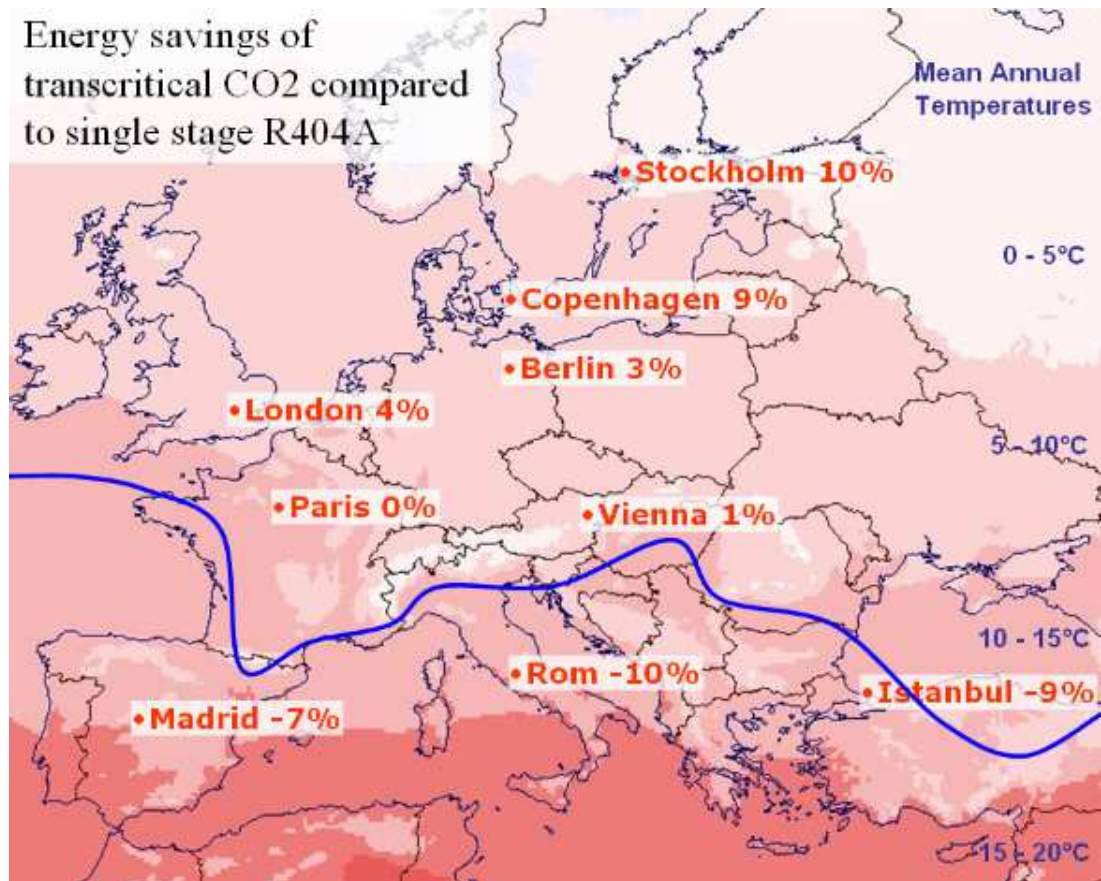 Energy savings of
transcritical CO2 compared
to single stage R404A
Mean Annual
Temperatures
Stockholm 10%
0 - 5°C
Copenhagen 9%
Berlin 3%
London 4%
5 - 10°C
Paris 0%
Vienna 1%
10 - 15°C
Rom -10%
Istanbul -9%
Madrid -7%
15 - 20°C